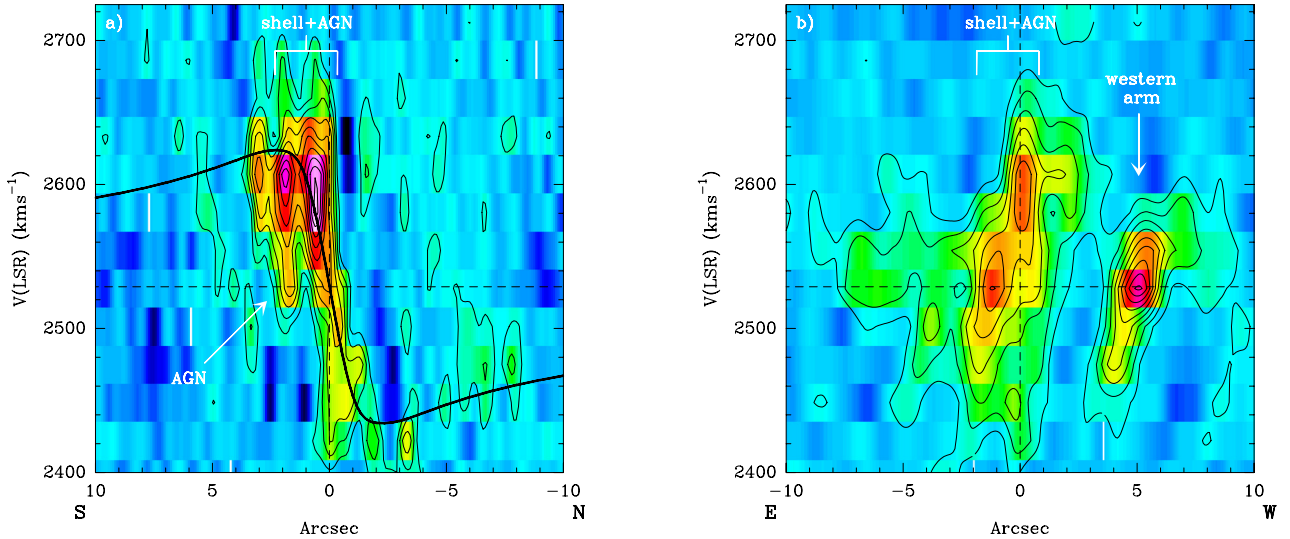 a)
shell+AGN
AGN
V(LSR) (kms⁻¹)
2700
2600
2500
2400
10
5
0
−5
−10
S
N
Arcsec
b)
shell+AGN
western
arm
V(LSR) (kms⁻¹)
2700
2600
2500
2400
−10
−5
0
5
10
E
W
Arcsec